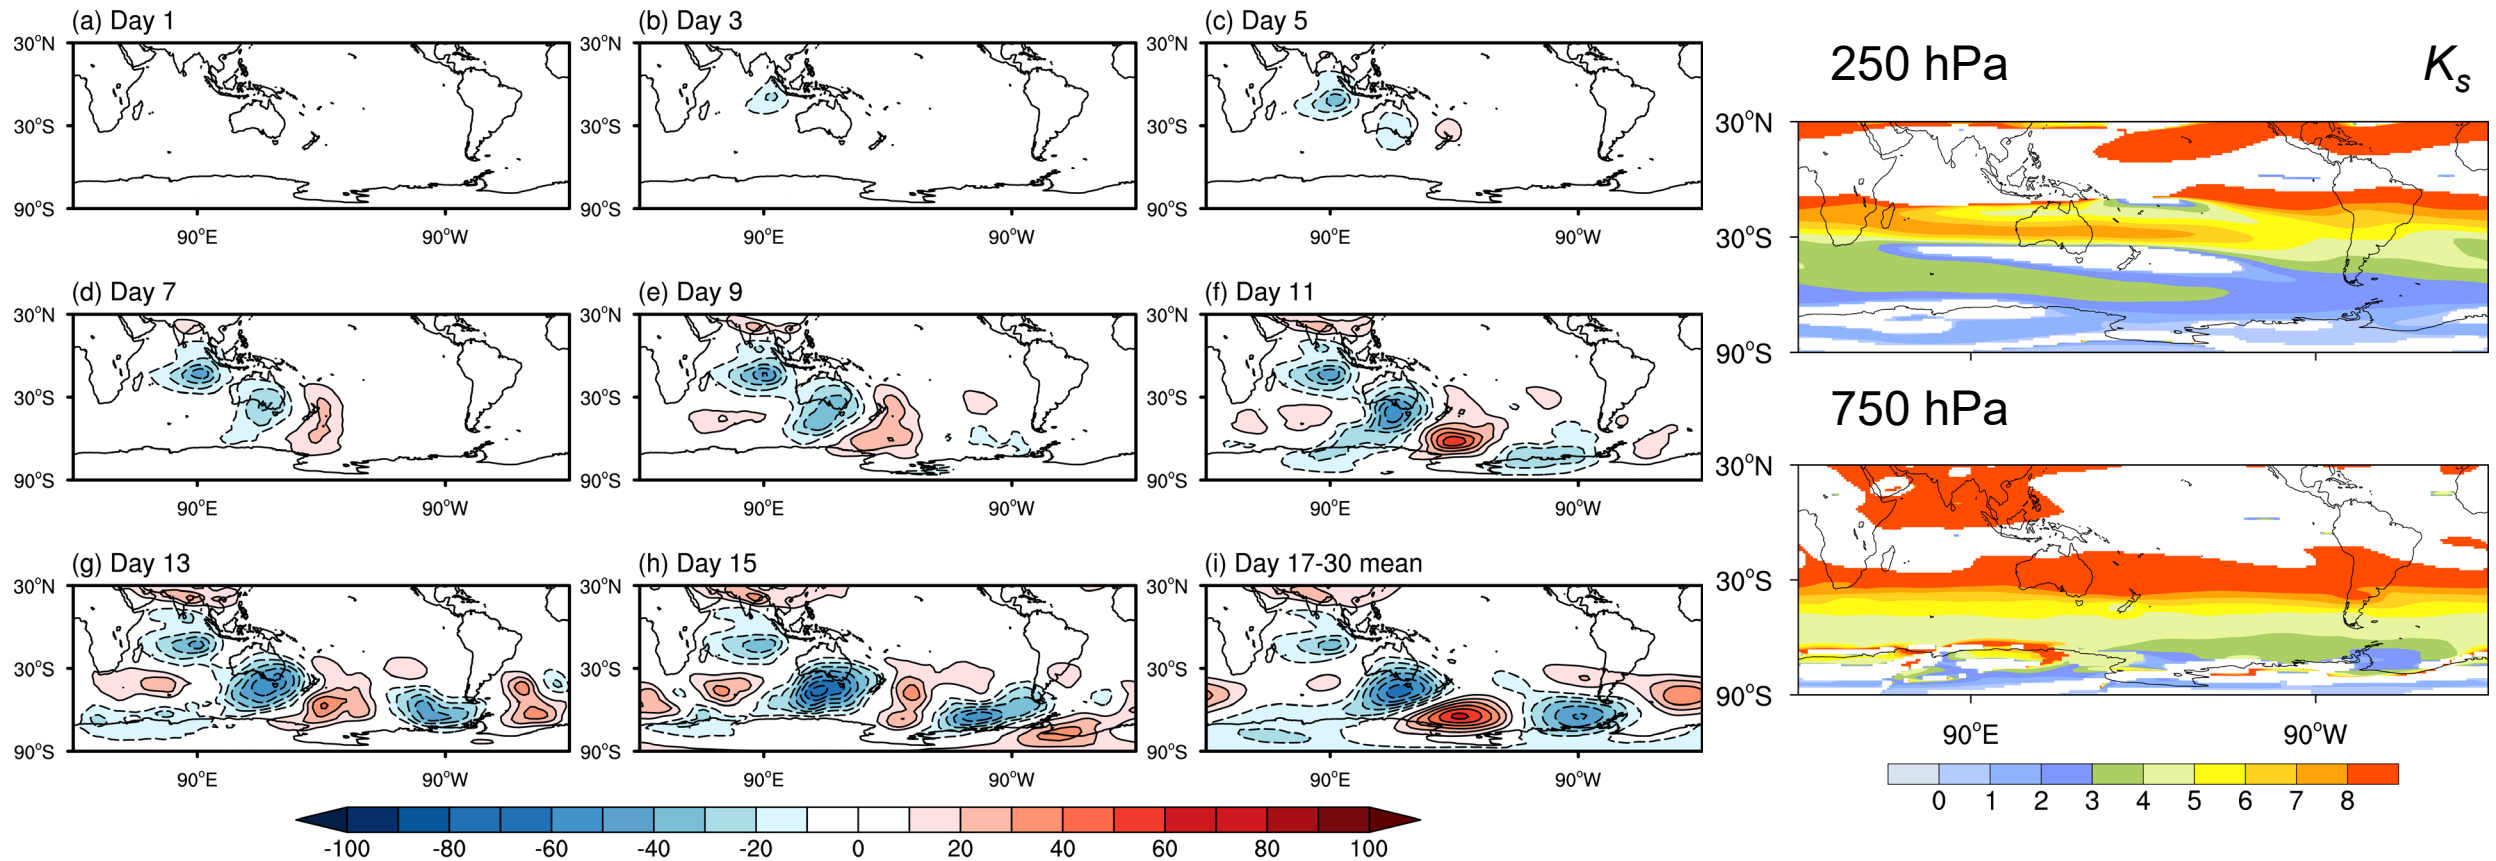 (a) Day 1
30°N
30°S
90°S
90°E
90°W
(b) Day 3
30°N
30°S
90°S
90°E
90°W
(c) Day 5
30°N
30°S
90°S
90°E
90°W
(d) Day 7
30°N
30°S
90°S
90°E
90°W
(e) Day 9
30°N
30°S
90°S
90°E
90°W
(f) Day 11
30°N
30°S
90°S
90°E
90°W
(g) Day 13
30°N
30°S
90°S
90°E
90°W
(h) Day 15
30°N
30°S
90°S
90°E
90°W
(i) Day 17-30 mean
30°N
30°S
90°S
90°E
90°W
-100 -80 -60 -40 -20 0 20 40 60 80 100
250 hPa Ks
30°N
30°S
90°S
750 hPa
30°N
30°S
90°S
90°E 90°W
0 1 2 3 4 5 6 7 8